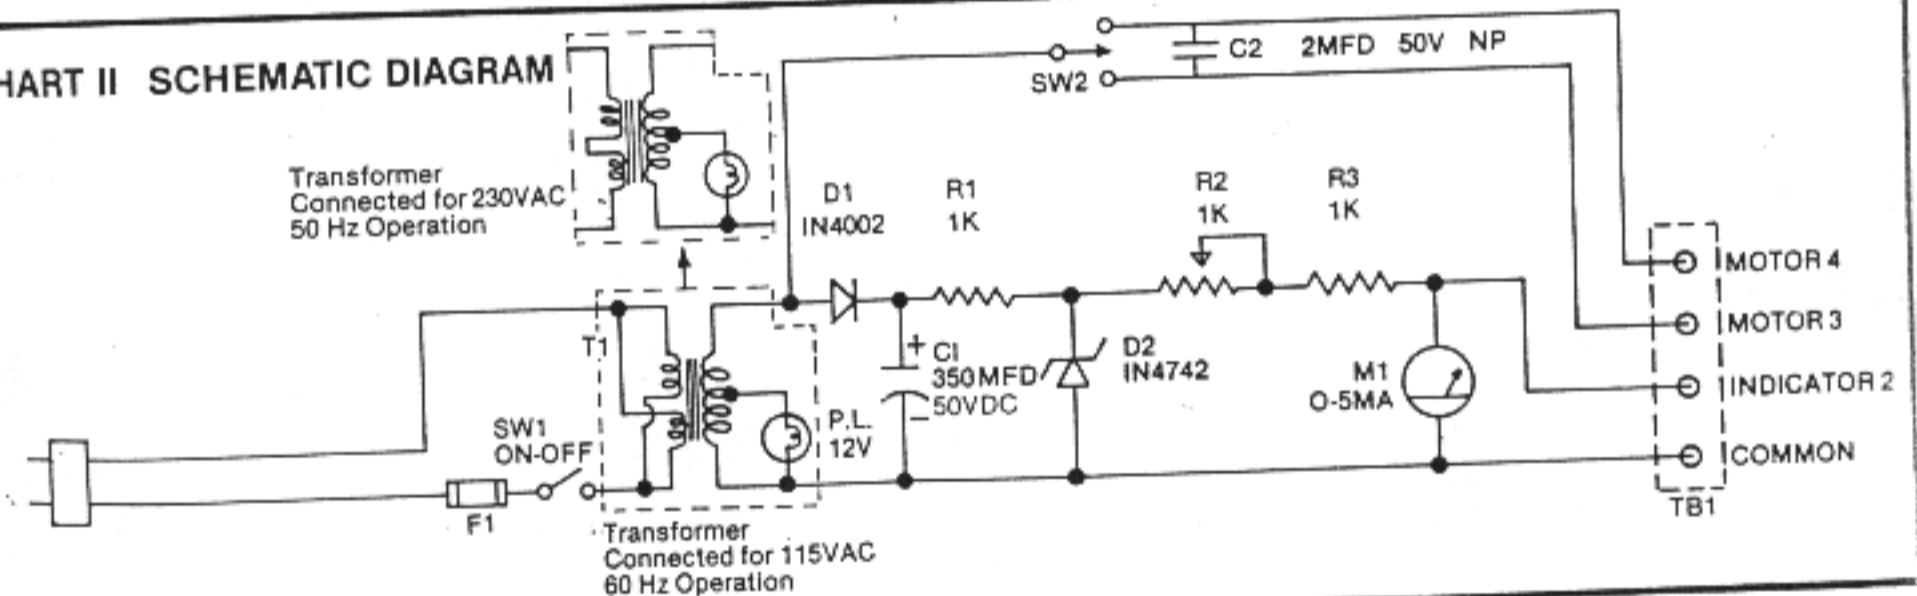 HART II SCHEMATIC DIAGRAM
C2 2MFD 50V NP
SW2
Transformer
Connected for 230VAC
50 Hz Operation
D1
IN4002
R1
1K
R2
1K
R3
1K
MOTOR 4
MOTOR 3
INDICATOR 2
COMMON
TB1
T1
+
C1
350MFD
50VDC
−
D2
IN4742
M1
O-5MA
P.L.
12V
SW1
ON-OFF
F1
Transformer
Connected for 115VAC
60 Hz Operation